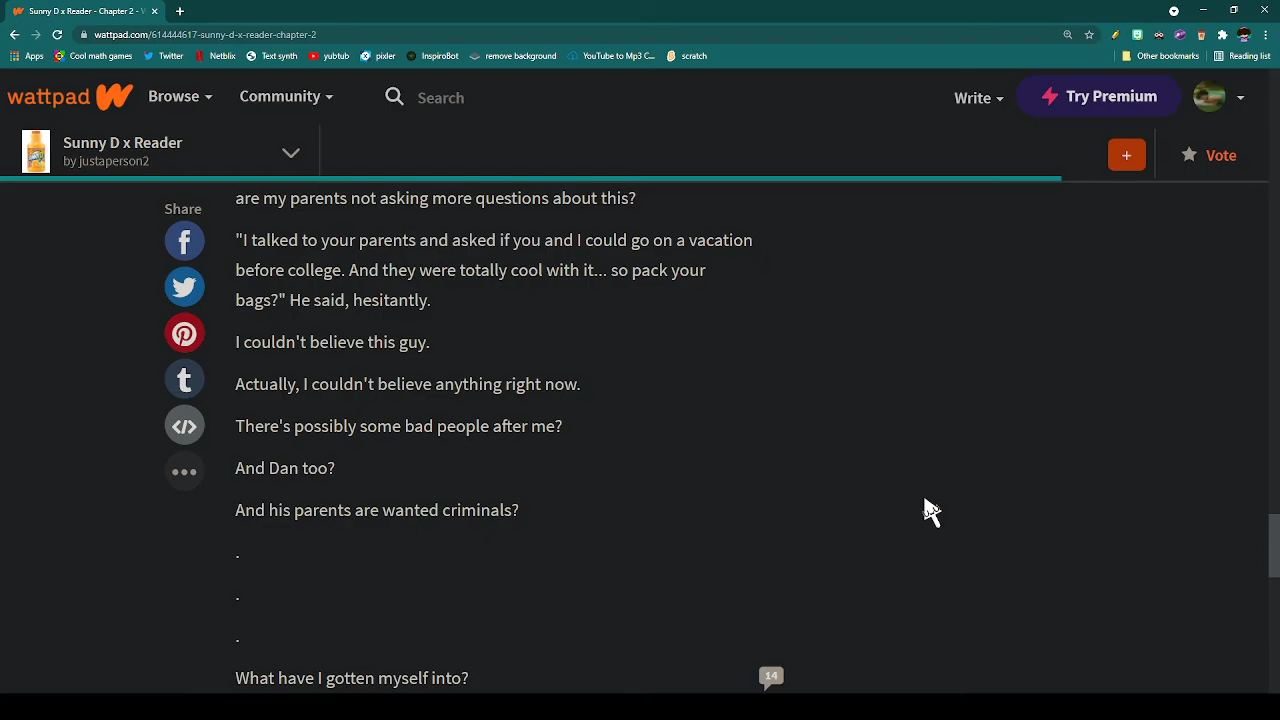 Sunny D x Reader - Chapter 2 -
wattpad.com/614444617-sunny-d-x-reader-chapter-2
Apps Cool math games Twitter Netblix Text synth yubtub pixler InspiroBot remove background YouTube to Mp3 C... scratch Other bookmarks Reading list
wattpad Browse Community Search Write Try Premium
Sunny D x Reader
by justaperson2
+ Vote
Share
are my parents not asking more questions about this?
"I talked to your parents and asked if you and I could go on a vacation
before college. And they were totally cool with it... so pack your
bags?" He said, hesitantly.
I couldn't believe this guy.
Actually, I couldn't believe anything right now.
There's possibly some bad people after me?
And Dan too?
And his parents are wanted criminals?
.
.
.
What have I gotten myself into?
14